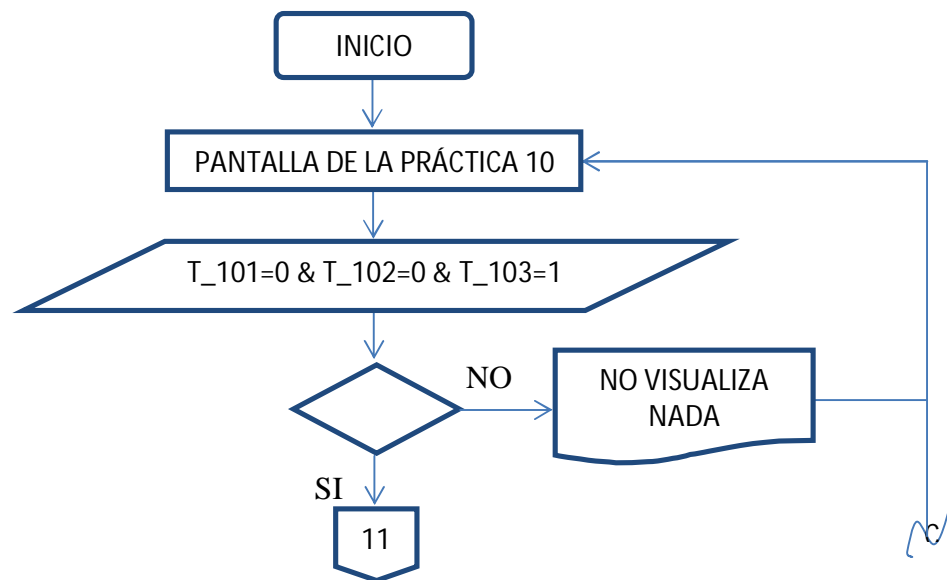 INICIO
PANTALLA DE LA PRÁCTICA 10
T_101=0 & T_102=0 & T_103=1
NO
NO VISUALIZA
NADA
SI
11
C